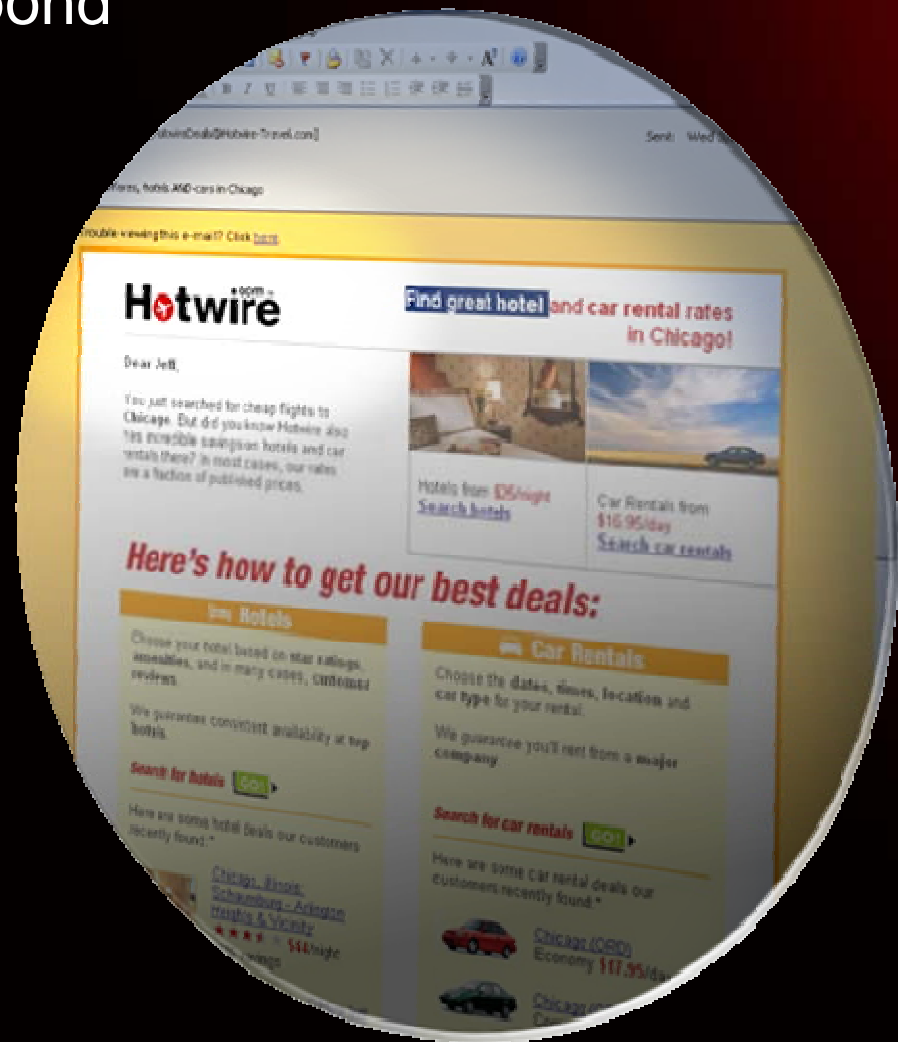 ond
B I U
Sent: Wed
hotels AND cars in Chicago
rouble viewing this e-mail? Click here.
Hotwire.com
Find great hotel and car rental rates
in Chicago!
Dear Jeff,
You just searched for cheap flights to
Chicago. But did you know Hotwire also
has incredible savings on hotels and car
rentals there? In most cases, our rates
are a fraction of published prices.
Hotels from $25/night
Search hotels
Car Rentals from
$16.95/day
Search car rentals
Here's how to get our best deals:
Hotels
Choose your hotel based on star ratings,
amenities, and in many cases, customer
reviews.
We guarantee consistent availability at top
hotels.
Search for hotels GO!
Here are some hotel deals our customers
recently found.*
Chicago, Illinois:
Schaumburg - Arlington
Heights & Vicinity
$44/night
Car Rentals
Choose the dates, times, location and
car type for your rental.
We guarantee you'll rent from a major
company.
Search for car rentals GO!
Here are some car rental deals our
customers recently found.*
Chicago (ORD)
Economy $17.95/da
Chicago